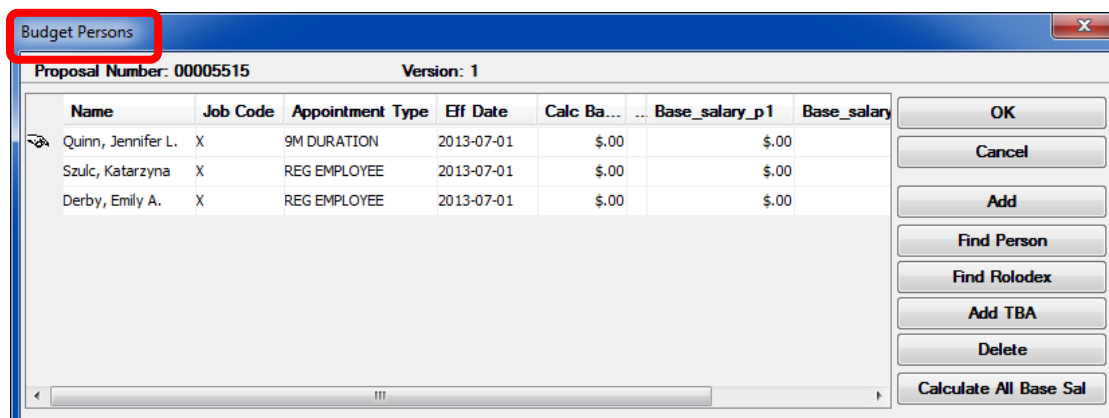 Budget Persons
X
Proposal Number: 00005515 Version: 1
Name Job Code Appointment Type Eff Date Calc Ba... ... Base_salary_p1 Base_salary
Quinn, Jennifer L. X 9M DURATION 2013-07-01 $.00 $.00
Szulc, Katarzyna X REG EMPLOYEE 2013-07-01 $.00 $.00
Derby, Emily A. X REG EMPLOYEE 2013-07-01 $.00 $.00
OK
Cancel
Add
Find Person
Find Rolodex
Add TBA
Delete
Calculate All Base Sal